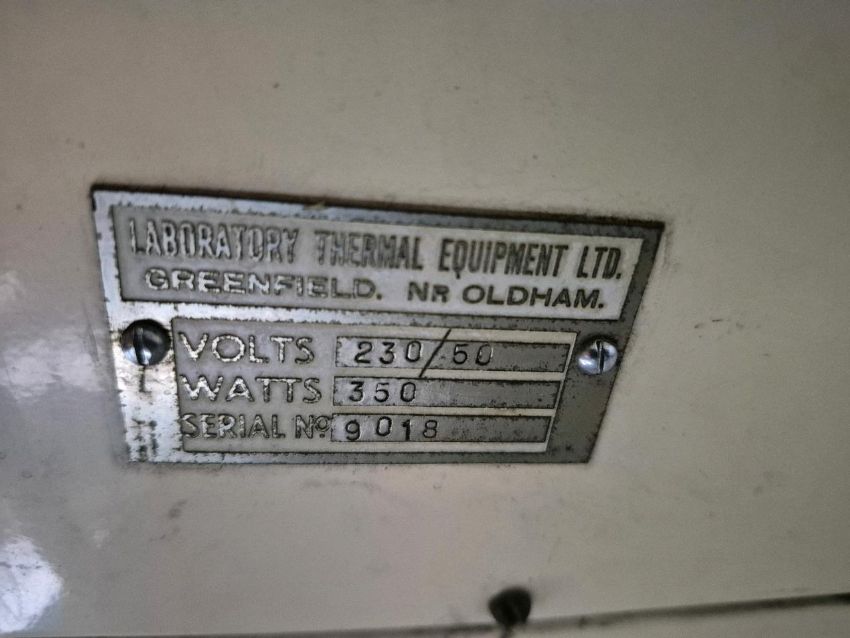 LABORATORY THERMAL EQUIPMENT LTD.
GREENFIELD. NR OLDHAM.
VOLTS 230/50
WATTS 350
SERIAL No 9018